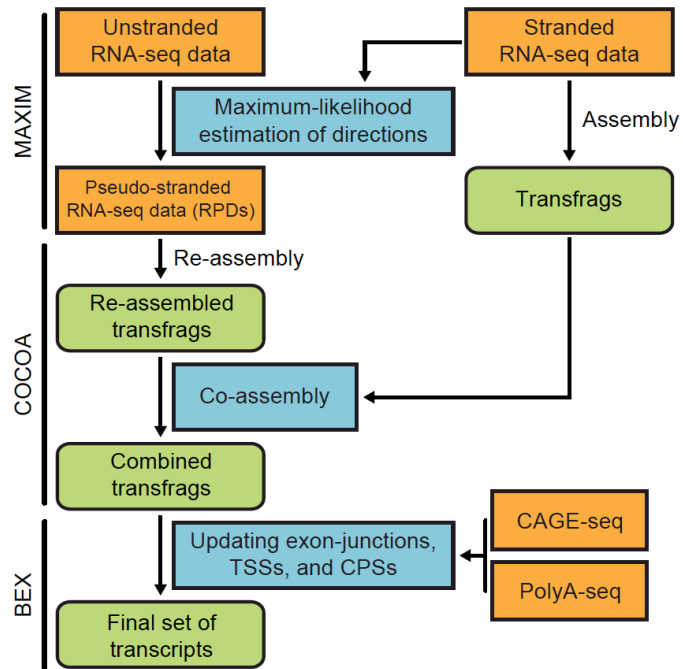 Unstranded
RNA-seq data
Stranded
RNA-seq data
MAXIM
Maximum-likelihood
estimation of directions
Assembly
Pseudo-stranded
RNA-seq data (RPDs)
Transfrags
Re-assembly
COCOA
Re-assembled
transfrags
Co-assembly
Combined
transfrags
BEX
Updating exon-junctions,
TSSs, and CPSs
CAGE-seq
PolyA-seq
Final set of
transcripts